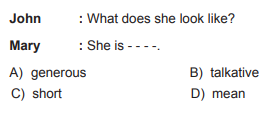 John : What does she look like?
Mary : She is - - - -.
A) generous B) talkative
C) short D) mean